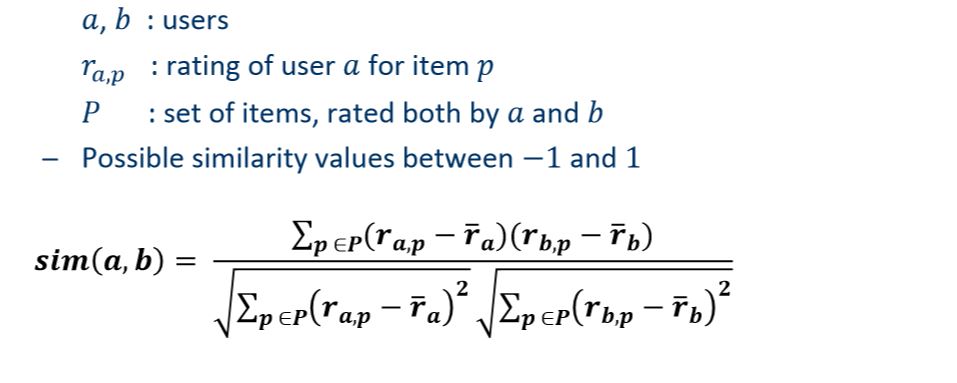 a, b : users
r_{a,p} : rating of user a for item p
P : set of items, rated both by a and b
– Possible similarity values between −1 and 1
sim(a, b) = \frac{\sum_{p \in P}(r_{a,p} - \bar{r}_a)(r_{b,p} - \bar{r}_b)}{\sqrt{\sum_{p \in P}(r_{a,p} - \bar{r}_a)^2} \sqrt{\sum_{p \in P}(r_{b,p} - \bar{r}_b)^2}}